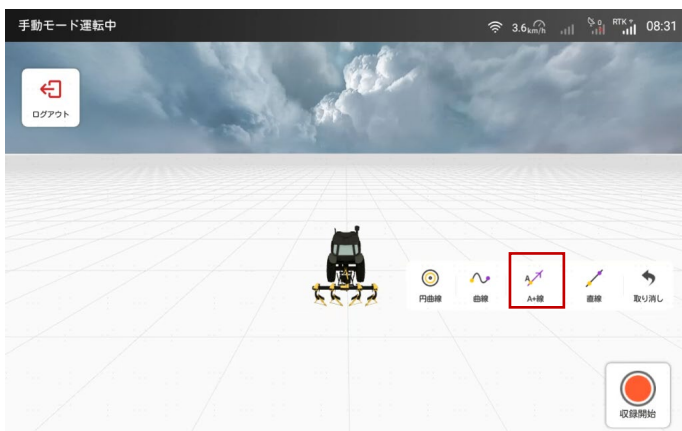 手動モード運転中
3.6km/h
0
RTK
08:31
ログアウト
円曲線
曲線
A
A+線
直線
取り消し
収録開始